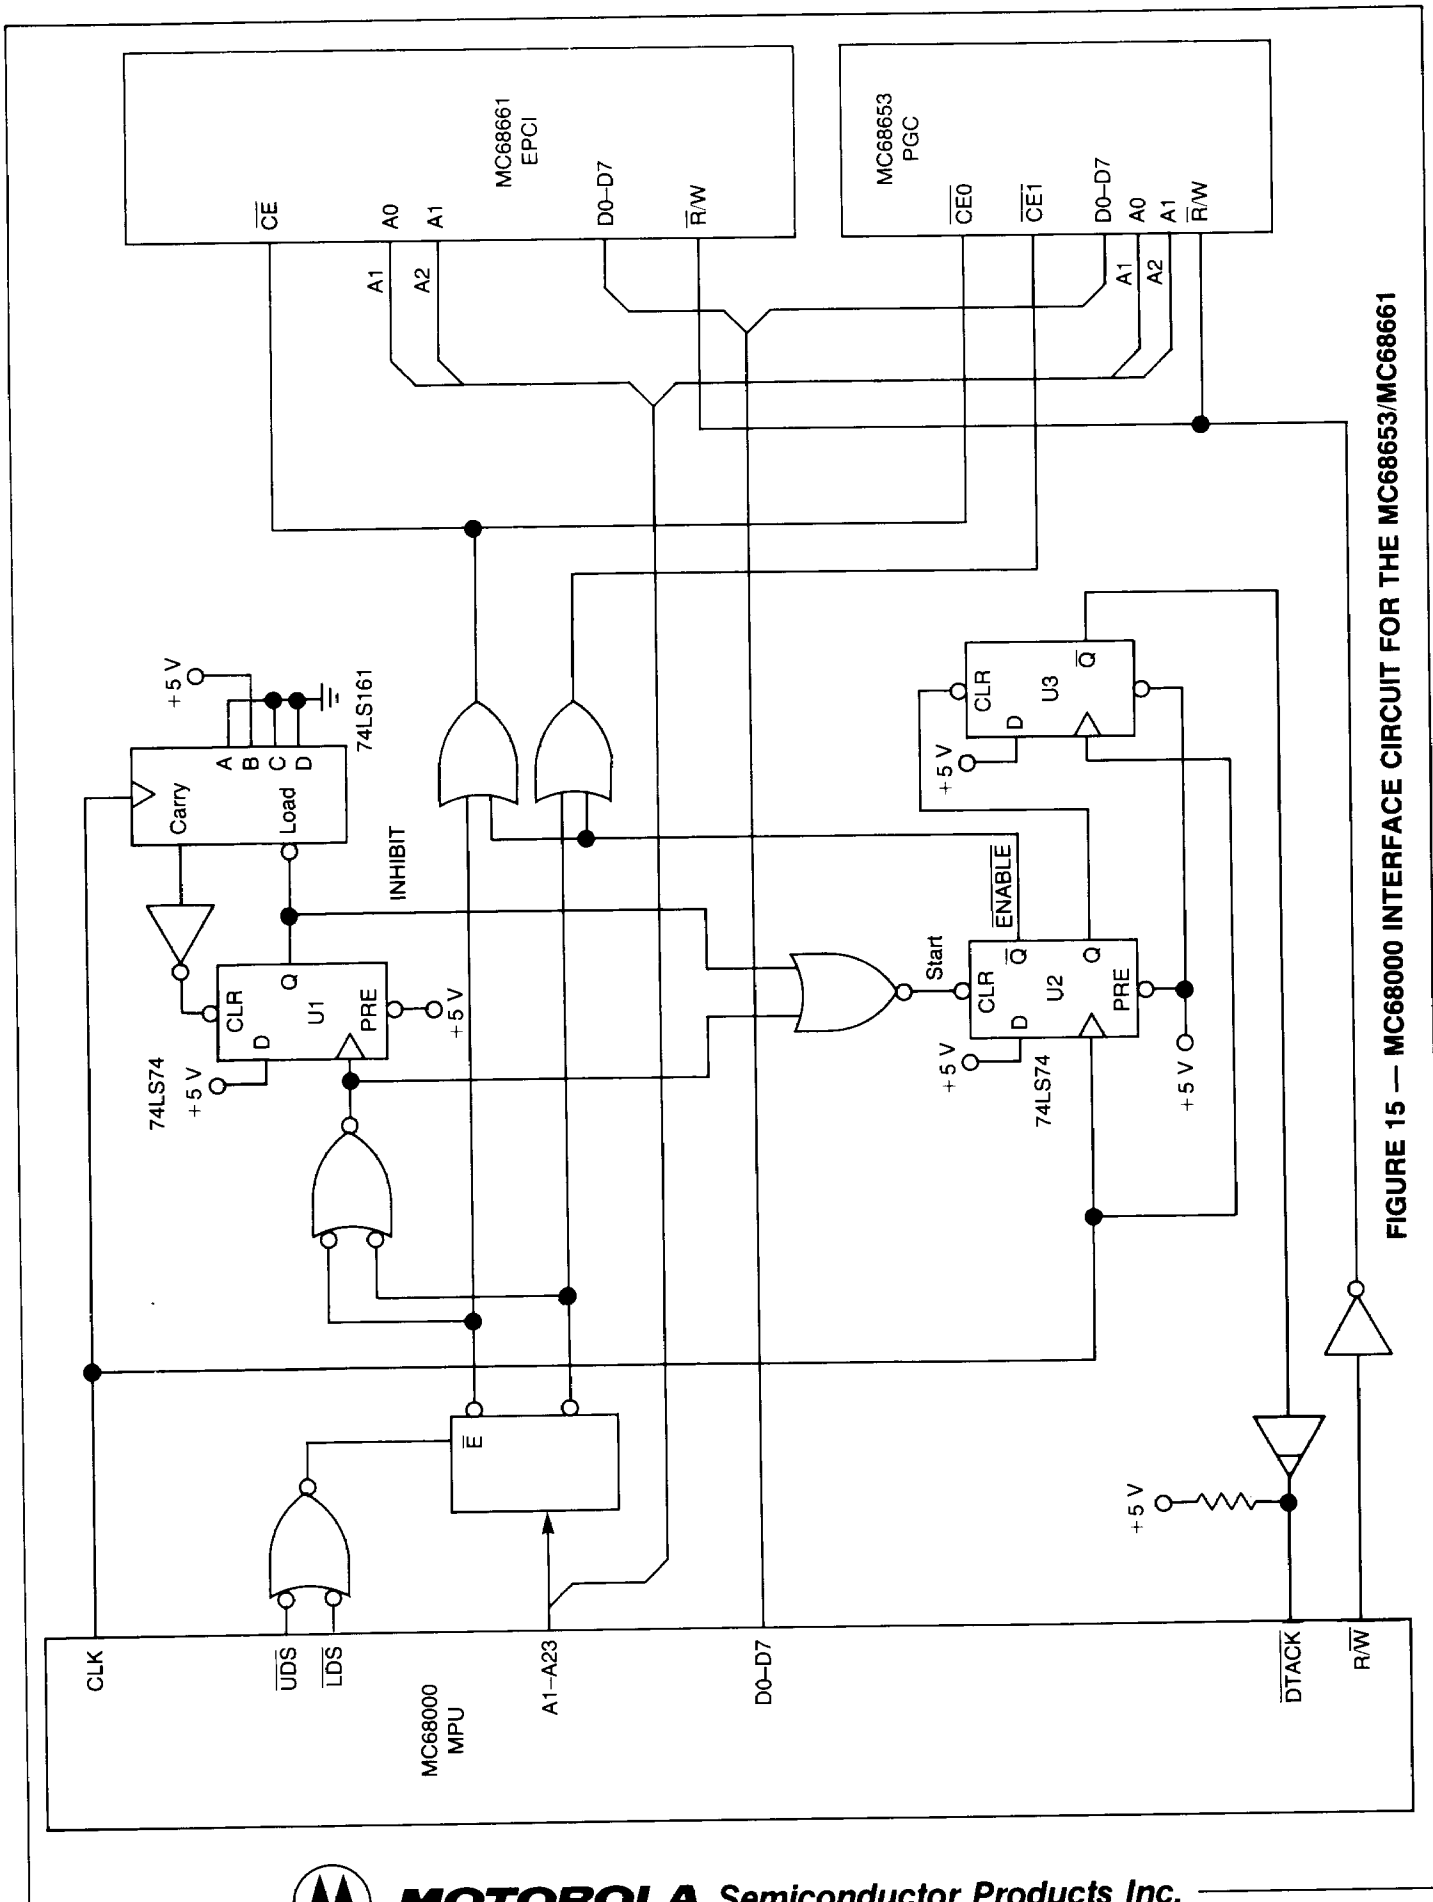 MC68000
MPU
CLK
UDS
LDS
A1–A23
D0–D7
DTACK
R/W
E
+5 V
74LS74
+5 V
D
CLR
U1
Q
PRE
+5 V
INHIBIT
Carry
Load
A
B
C
D
+5 V
74LS161
Start
+5 V
74LS74
D
CLR
U2
Q
ENABLE
Q
PRE
+5 V
+5 V
D
CLR
U3
Q
MC68661
EPCI
CE
A0
A1
A1
A2
D0–D7
R/W
MC68653
PGC
CE0
CE1
D0–D7
A0
A1
A1
A2
R/W
FIGURE 15 — MC68000 INTERFACE CIRCUIT FOR THE MC68653/MC68661
MOTOROLA Semiconductor Products Inc.